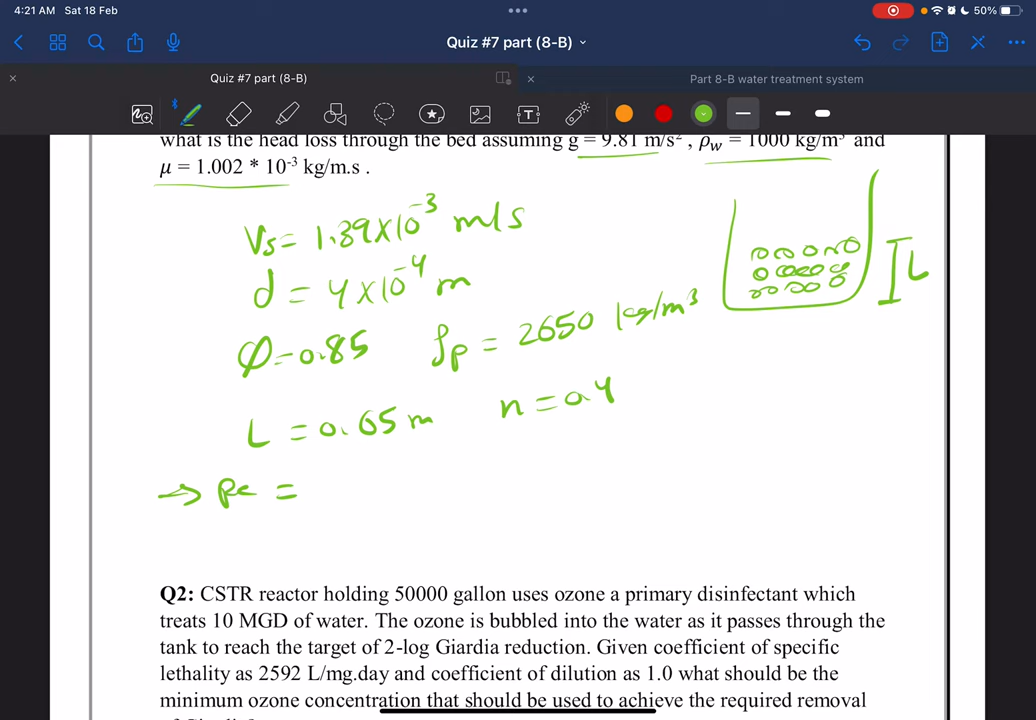 4:21 AM Sat 18 Feb
50%
Quiz #7 part (8-B)
Quiz #7 part (8-B)
Part 8-B water treatment system
what is the head loss through the bed assuming g = 9.81 m/s², ρw = 1000 kg/m³ and
μ = 1.002 * 10⁻³ kg/m.s .
Vs = 1.39×10⁻³ m/s
d = 4×10⁻⁴ m
L
φ = 0.85 ρp = 2650 kg/m³
L = 0.65 m n = 0.4
→ Re =
Q2: CSTR reactor holding 50000 gallon uses ozone a primary disinfectant which
treats 10 MGD of water. The ozone is bubbled into the water as it passes through the
tank to reach the target of 2-log Giardia reduction. Given coefficient of specific
lethality as 2592 L/mg.day and coefficient of dilution as 1.0 what should be the
minimum ozone concentration that should be used to achieve the required removal